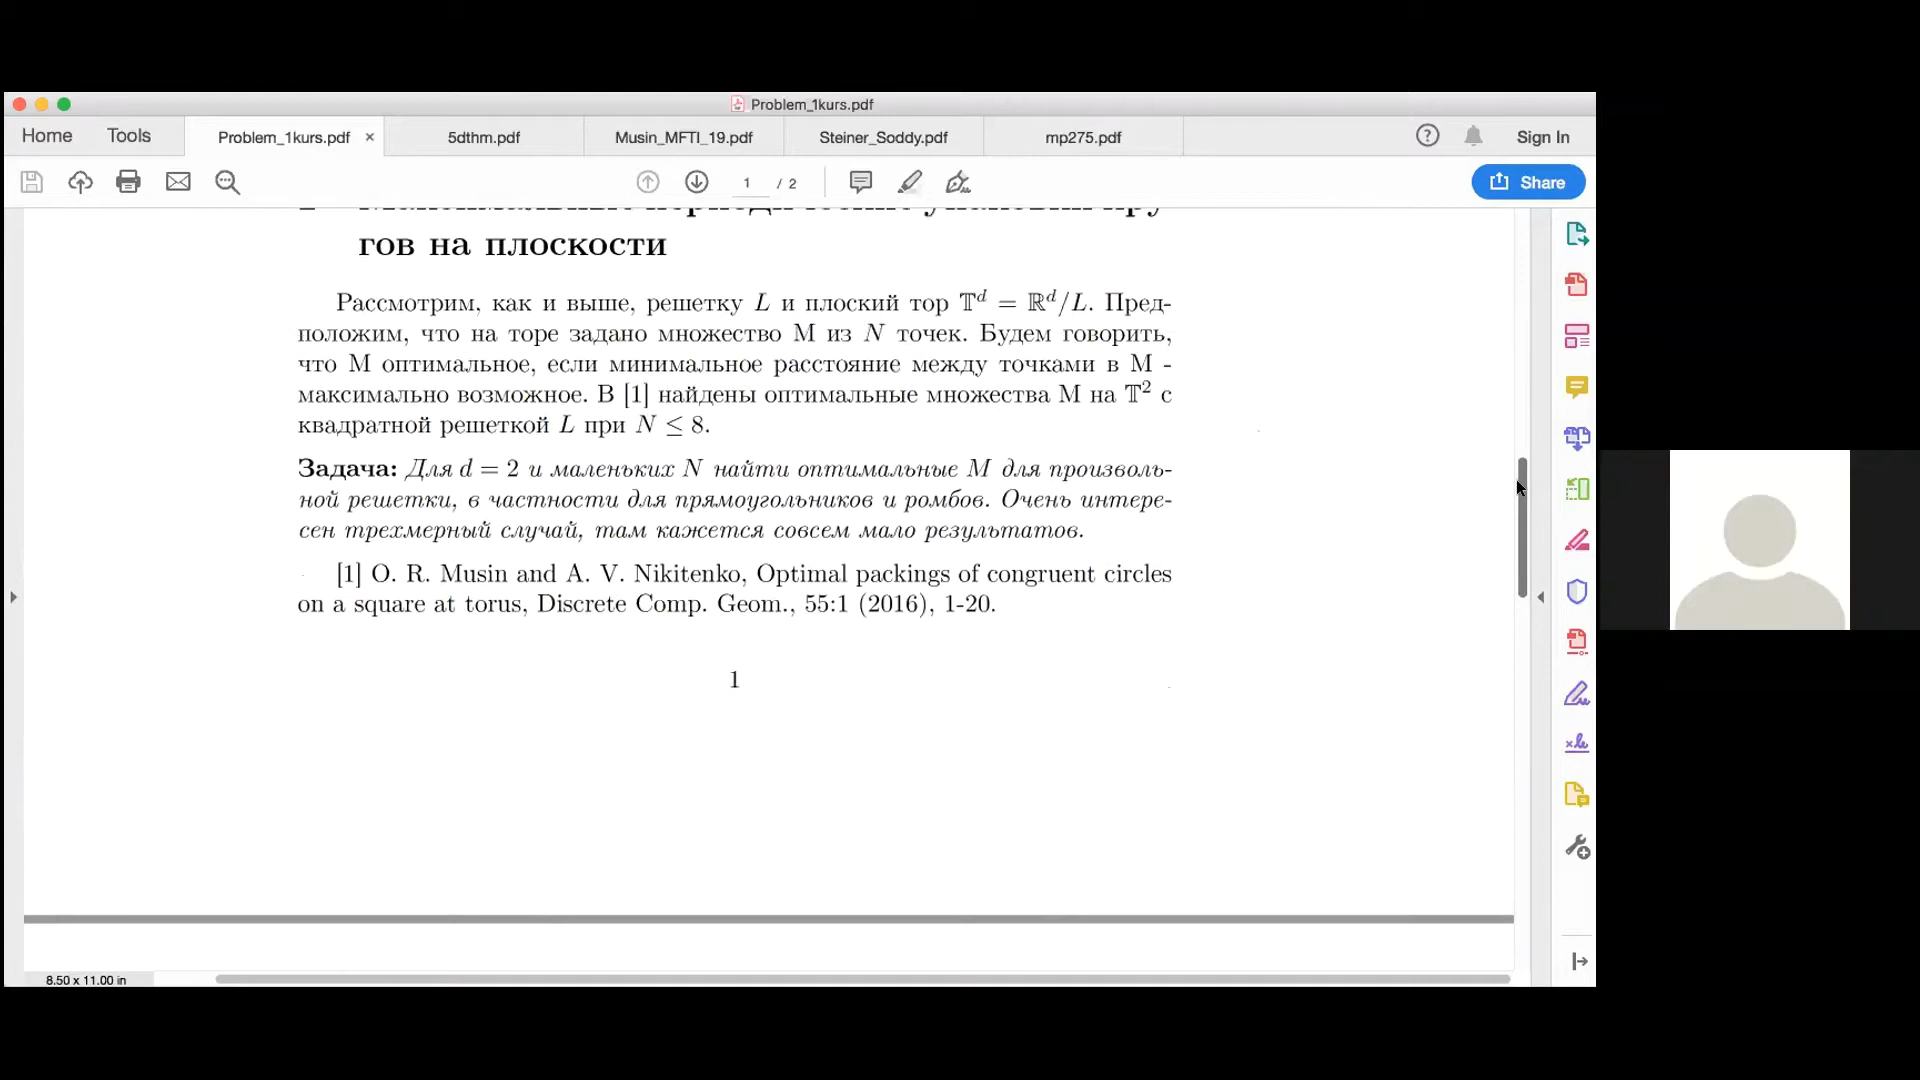 Problem_1kurs.pdf
Home Tools Problem_1kurs.pdf × 5dthm.pdf Musin_MFTI_19.pdf Steiner_Soddy.pdf mp275.pdf Sign In
1 / 2 Share
гов на плоскости
Рассмотрим, как и выше, решетку L и плоский тор 𝕋ᵈ = ℝᵈ/L. Пред-
положим, что на торе задано множество M из N точек. Будем говорить,
что M оптимальное, если минимальное расстояние между точками в M -
максимально возможное. В [1] найдены оптимальные множества M на 𝕋² с
квадратной решеткой L при N ≤ 8.
Задача: Для d = 2 и маленьких N найти оптимальные M для произволь-
ной решетки, в частности для прямоугольников и ромбов. Очень интере-
сен трехмерный случай, там кажется совсем мало результатов.
[1] O. R. Musin and A. V. Nikitenko, Optimal packings of congruent circles
on a square at torus, Discrete Comp. Geom., 55:1 (2016), 1-20.
1
8.50 x 11.00 in